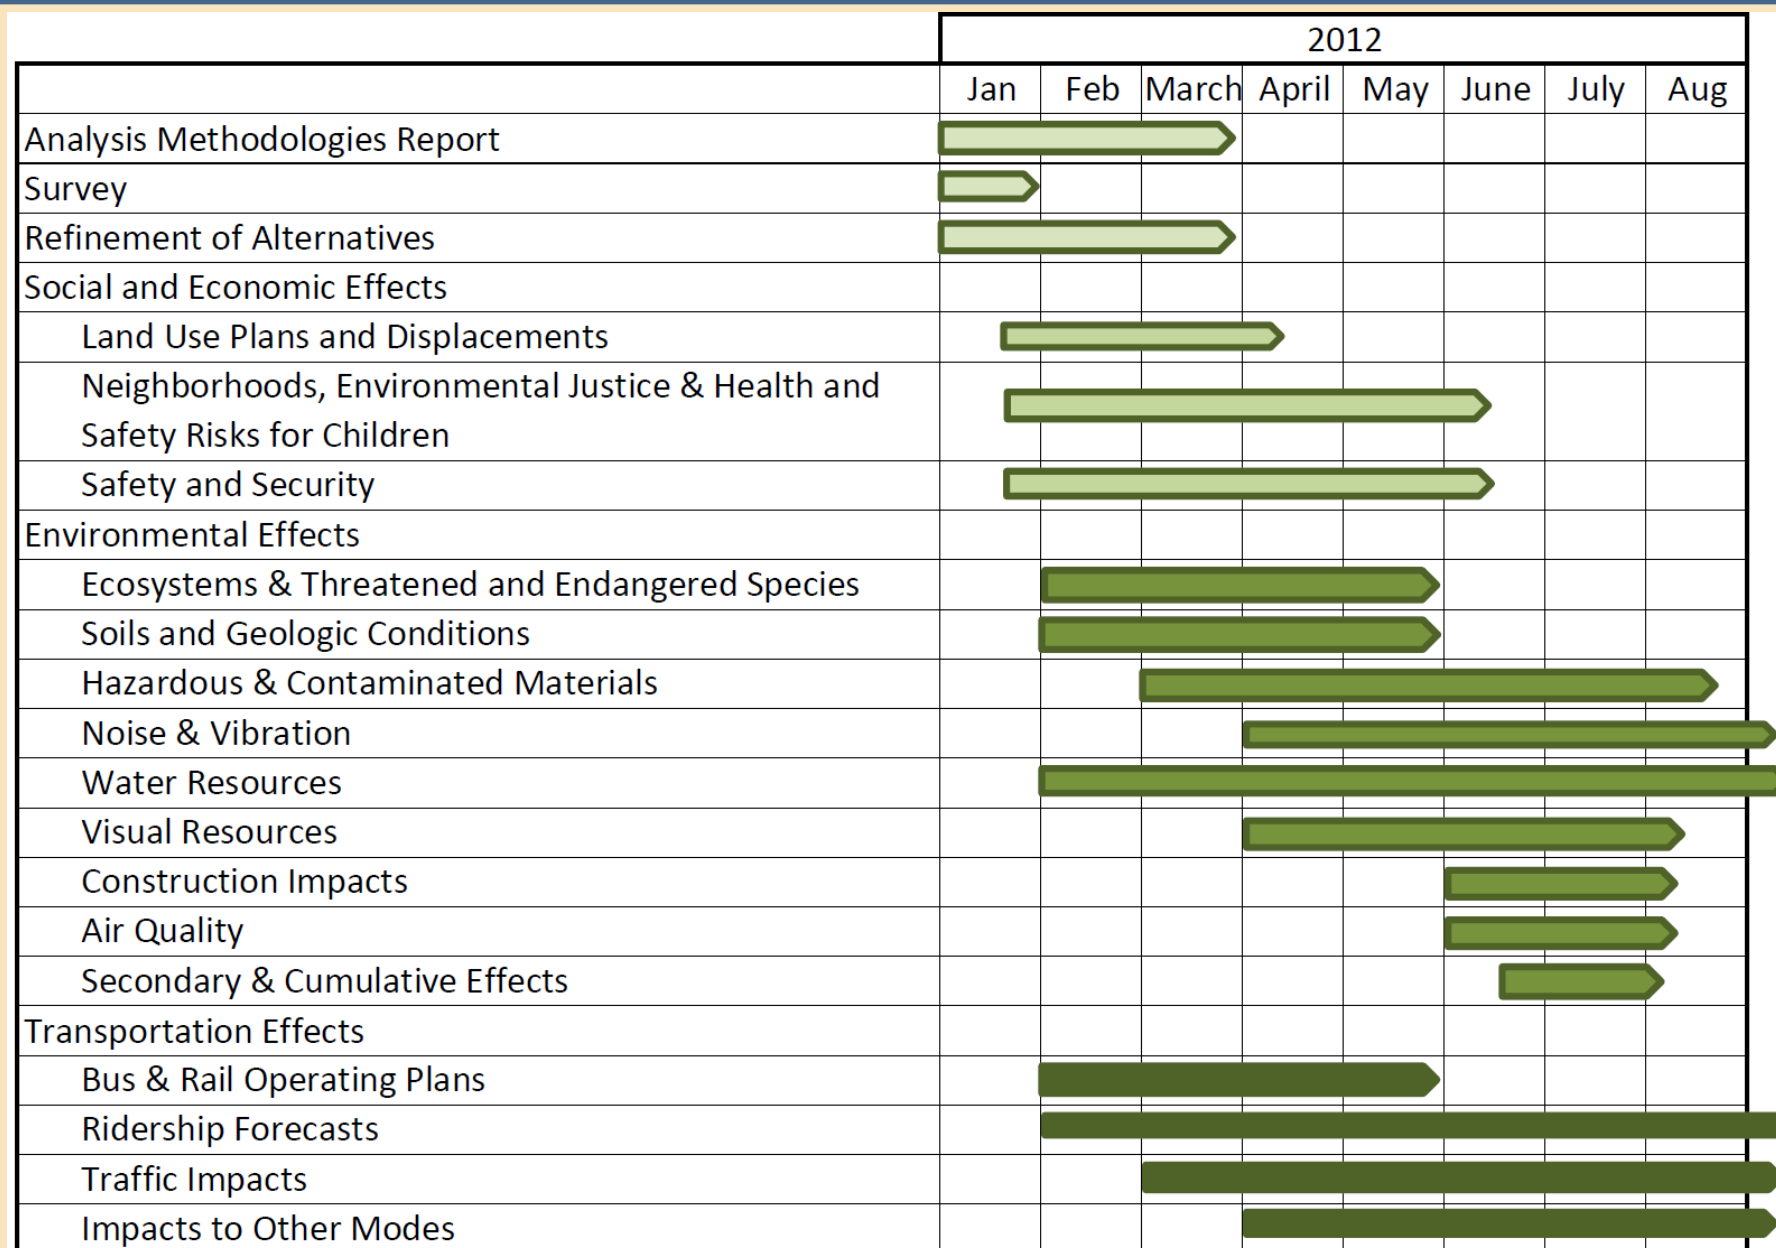 2012
Jan Feb March April May June July Aug
Analysis Methodologies Report
Survey
Refinement of Alternatives
Social and Economic Effects
Land Use Plans and Displacements
Neighborhoods, Environmental Justice & Health and
Safety Risks for Children
Safety and Security
Environmental Effects
Ecosystems & Threatened and Endangered Species
Soils and Geologic Conditions
Hazardous & Contaminated Materials
Noise & Vibration
Water Resources
Visual Resources
Construction Impacts
Air Quality
Secondary & Cumulative Effects
Transportation Effects
Bus & Rail Operating Plans
Ridership Forecasts
Traffic Impacts
Impacts to Other Modes